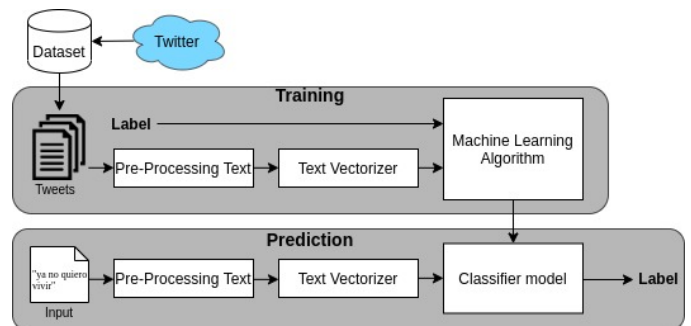 Dataset
Twitter
Training
Label
Machine Learning
Algorithm
Pre-Processing Text
Text Vectorizer
Tweets
Prediction
"ya no quiero
vivir"
Pre-Processing Text
Text Vectorizer
Classifier model
Label
Input